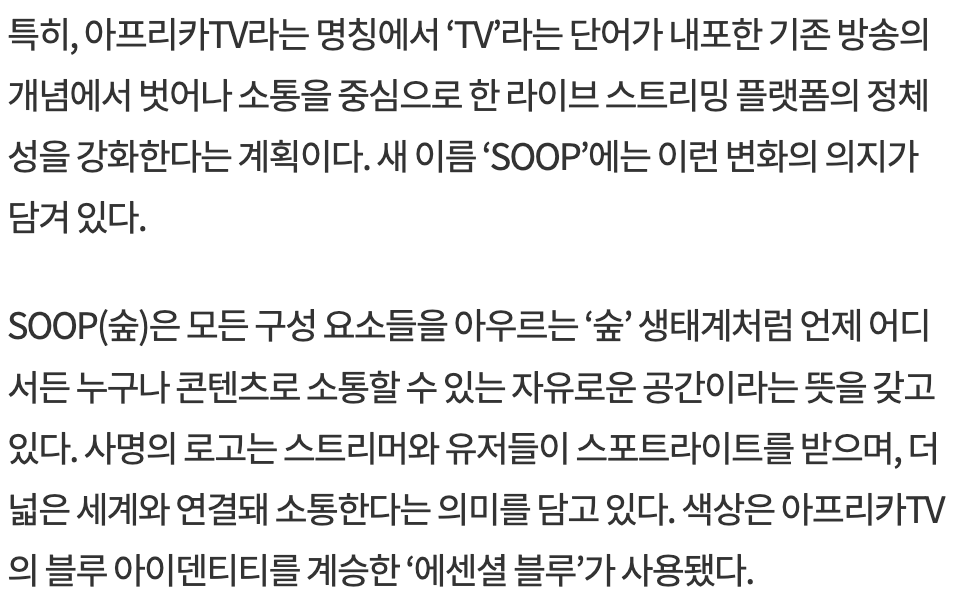 특히, 아프리카TV라는 명칭에서 ‘TV’라는 단어가 내포한 기존 방송의
개념에서 벗어나 소통을 중심으로 한 라이브 스트리밍 플랫폼의 정체
성을 강화한다는 계획이다. 새 이름 ‘SOOP’에는 이런 변화의 의지가
담겨 있다.
SOOP(숲)은 모든 구성 요소들을 아우르는 ‘숲’ 생태계처럼 언제 어디
서든 누구나 콘텐츠로 소통할 수 있는 자유로운 공간이라는 뜻을 갖고
있다. 사명의 로고는 스트리머와 유저들이 스포트라이트를 받으며, 더
넓은 세계와 연결돼 소통한다는 의미를 담고 있다. 색상은 아프리카TV
의 블루 아이덴티티를 계승한 ‘에센셜 블루’가 사용됐다.